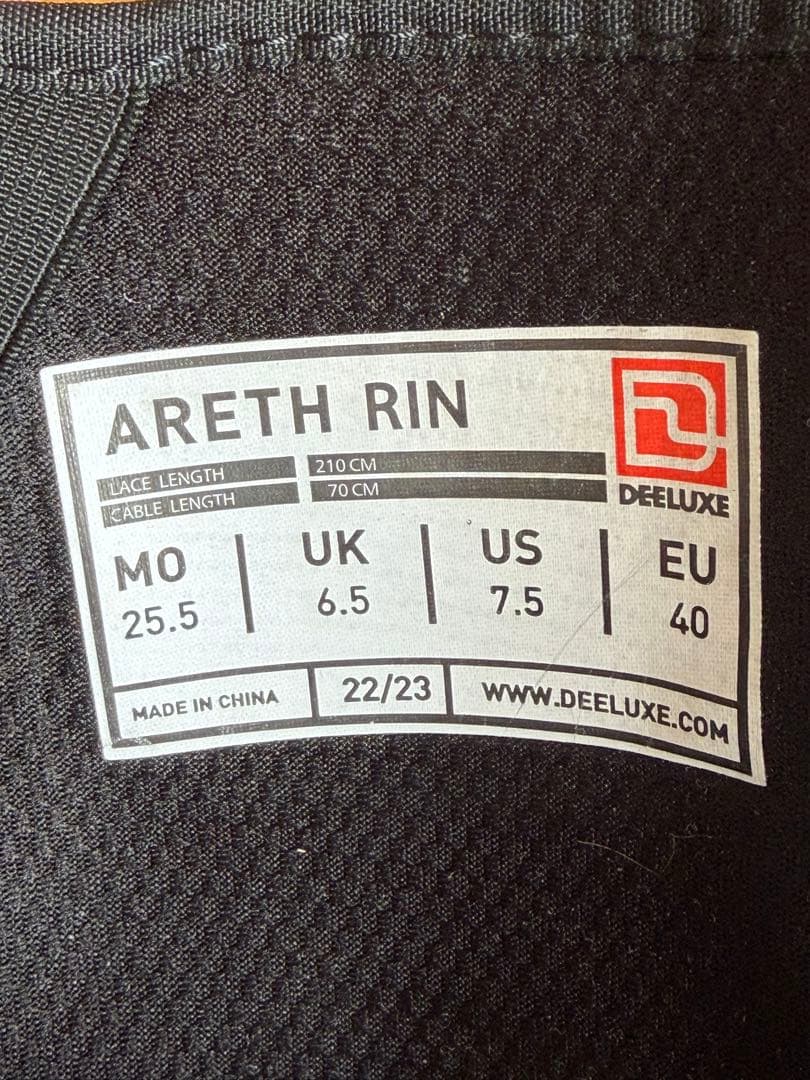 ARETH RIN
LACE LENGTH 210 CM
CABLE LENGTH 70 CM
DEELUXE
MO UK US EU
25.5 6.5 7.5 40
MADE IN CHINA 22/23 WWW.DEELUXE.COM